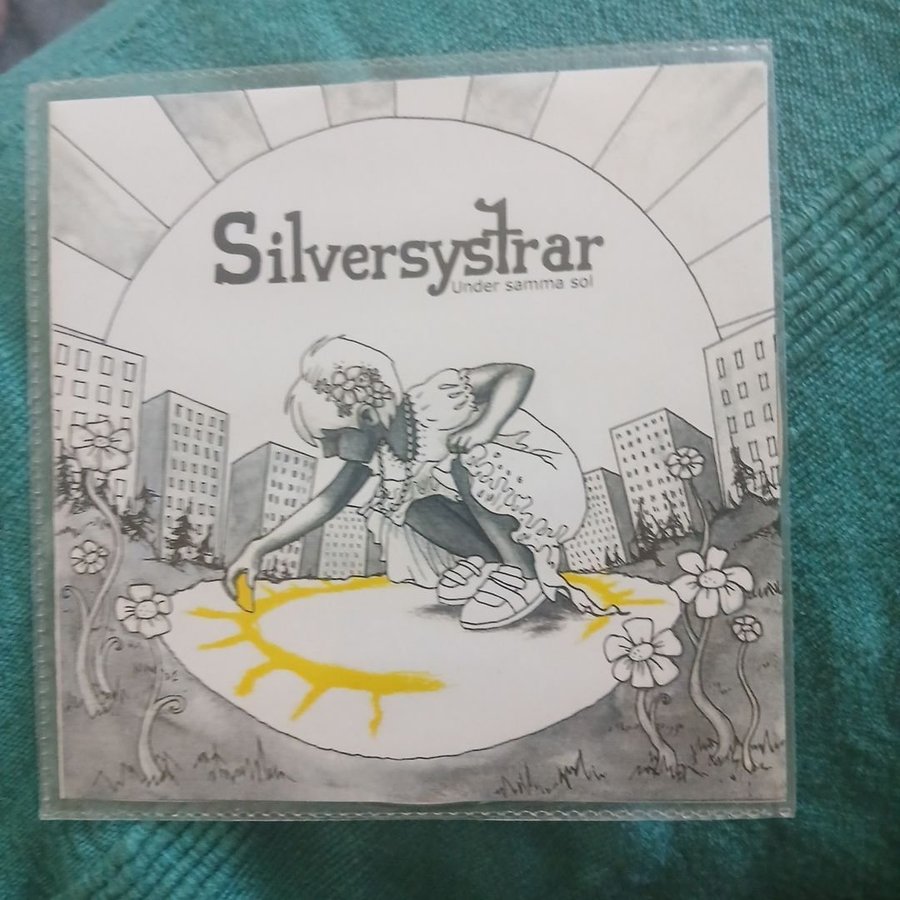 Silversystrar
Under samma sol